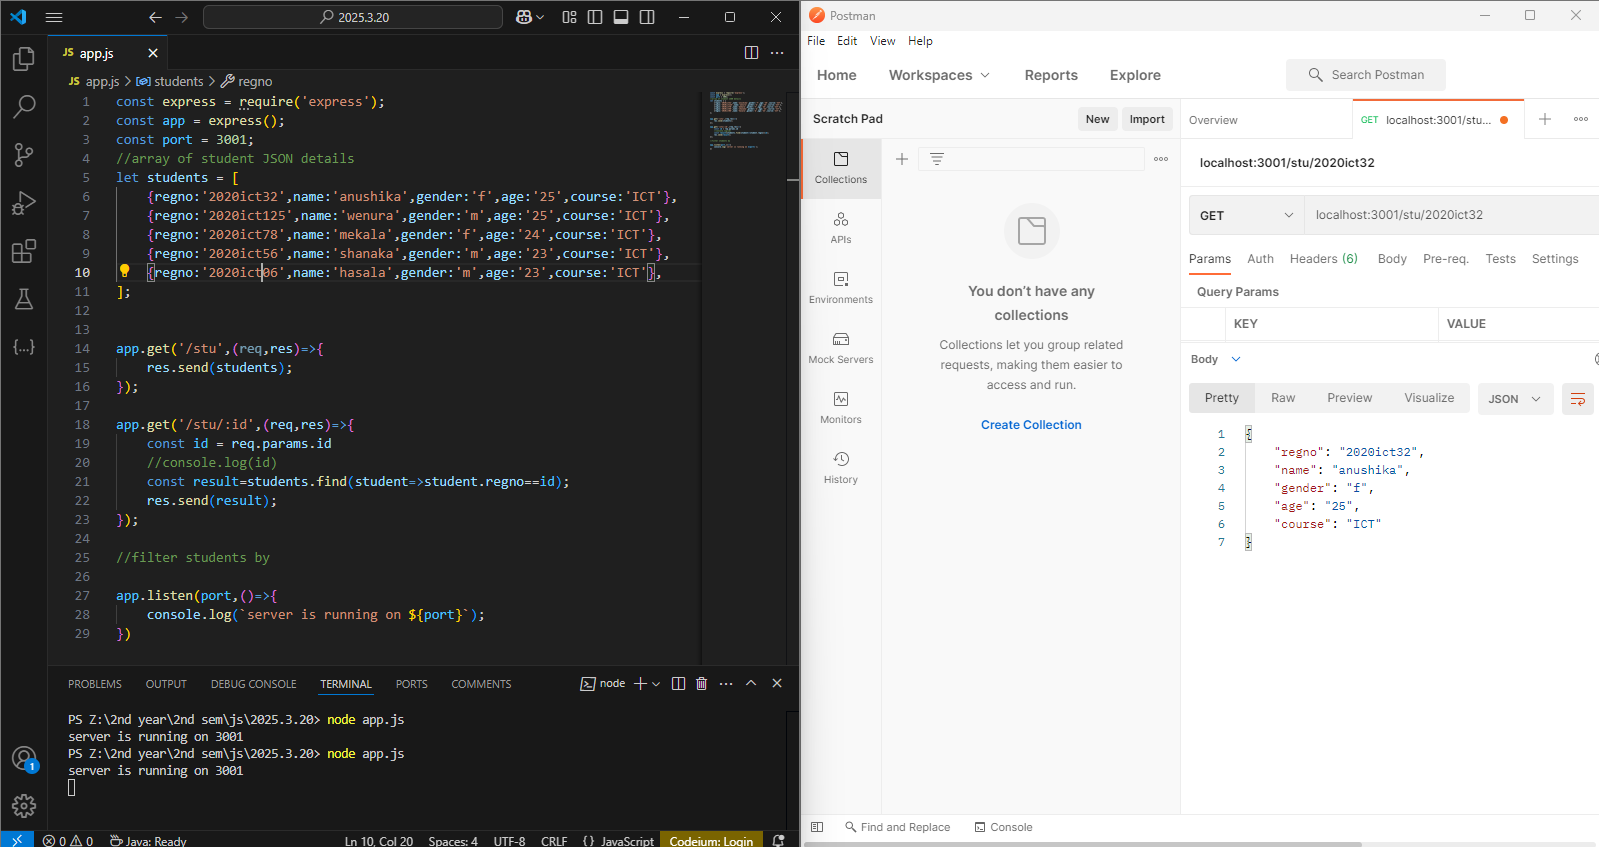 2025.3.20
JS app.js
JS app.js > students > regno
1 const express = require('express');
2 const app = express();
3 const port = 3001;
4 //array of student JSON details
5 let students = [
6 {regno:'2020ict32',name:'anushika',gender:'f',age:'25',course:'ICT'},
7 {regno:'2020ict125',name:'wenura',gender:'m',age:'25',course:'ICT'},
8 {regno:'2020ict78',name:'mekala',gender:'f',age:'24',course:'ICT'},
9 {regno:'2020ict56',name:'shanaka',gender:'m',age:'23',course:'ICT'},
10 {regno:'2020ict06',name:'hasala',gender:'m',age:'23',course:'ICT'},
11 ];
12
13
14 app.get('/stu',(req,res)=>{
15 res.send(students);
16 });
17
18 app.get('/stu/:id',(req,res)=>{
19 const id = req.params.id
20 //console.log(id)
21 const result=students.find(student=>student.regno==id);
22 res.send(result);
23 });
24
25 //filter students by
26
27 app.listen(port,()=>{
28 console.log(`server is running on ${port}`);
29 })
PROBLEMS OUTPUT DEBUG CONSOLE TERMINAL PORTS COMMENTS node
PS Z:\2nd year\2nd sem\js\2025.3.20> node app.js
server is running on 3001
PS Z:\2nd year\2nd sem\js\2025.3.20> node app.js
server is running on 3001
1
0 0 Java: Ready Ln 10, Col 20 Spaces: 4 UTF-8 CRLF {} JavaScript Codeium: Login
Postman
File Edit View Help
Home Workspaces Reports Explore Search Postman
Scratch Pad New Import
Collections
APIs
Environments
Mock Servers
Monitors
History
You don't have any
collections
Collections let you group related
requests, making them easier to
access and run.
Create Collection
Overview GET localhost:3001/stu...
localhost:3001/stu/2020ict32
GET localhost:3001/stu/2020ict32
Params Auth Headers (6) Body Pre-req. Tests Settings
Query Params
KEY VALUE
Body
Pretty Raw Preview Visualize JSON
1 {
2 "regno": "2020ict32",
3 "name": "anushika",
4 "gender": "f",
5 "age": "25",
6 "course": "ICT"
7 }
Find and Replace Console